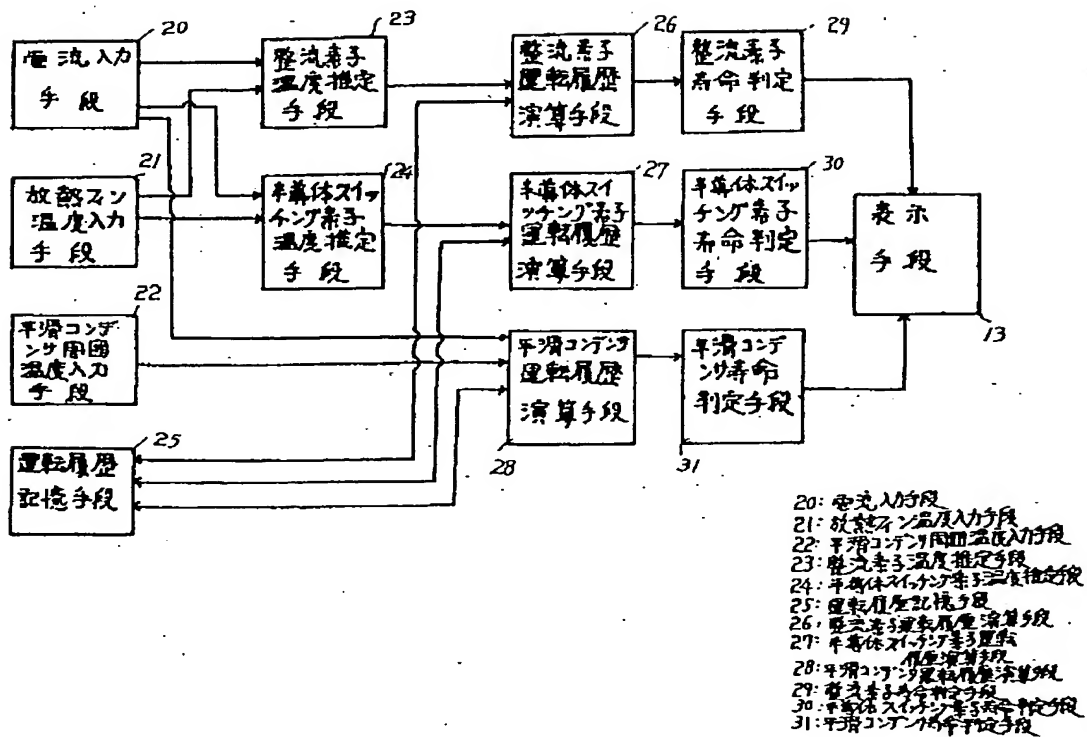 20
電流入力
手段
23
整流素子
温度推定
手段
26
整流素子
運転履歴
演算手段
29
整流素子
寿命判定
手段
21
放熱フィン
温度入力
手段
24
半導体スイッ
チング素子
温度推定
手段
27
半導体スイ
ッチング素子
運転履歴
演算手段
30
半導体スイッ
チング素子
寿命判定
手段
表示
手段
13
22
平滑コンデ
ンサ周囲
温度入力
手段
平滑コンデンサ
運転履歴
演算手段
28
平滑コンデ
ンサ寿命
判定手段
31
25
運転履歴
記憶手段
20:電流入力手段
21:放熱フィン温度入力手段
22:平滑コンデンサ周囲温度入力手段
23:整流素子温度推定手段
24:半導体スイッチング素子温度推定手段
25:運転履歴記憶手段
26:整流素子運転履歴演算手段
27:半導体スイッチング素子運転
履歴演算手段
28:平滑コンデンサ運転履歴演算手段
29:整流素子寿命判定手段
30:半導体スイッチング素子寿命判定手段
31:平滑コンデンサ寿命判定手段